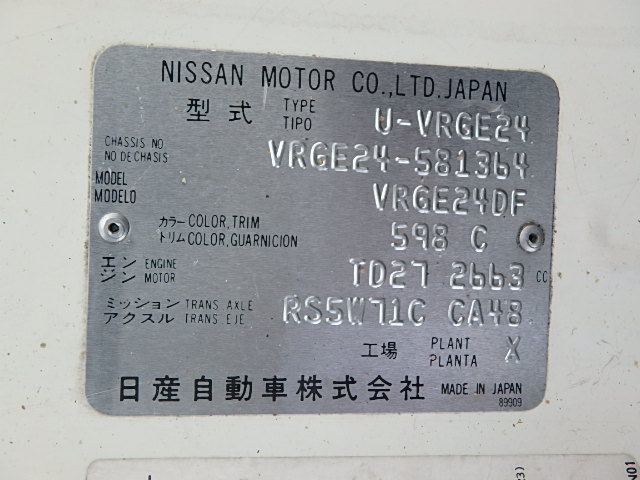 NISSAN MOTOR CO.,LTD.JAPAN
型式 TYPE TIPO U-VRGE24
CHASSIS NO. NO DE CHASIS VRGE24-581364
MODEL MODELO VRGE24DF
カラー COLOR,TRIM
トリム COLOR,GUARNICION 598 C
エンジン ENGINE MOTOR TD27 2663 CC
ミッション TRANS. AXLE
アクスル TRANS. EJE RS5W71C CA48
工場 PLANT PLANTA X
日産自動車株式会社 MADE IN JAPAN
89909